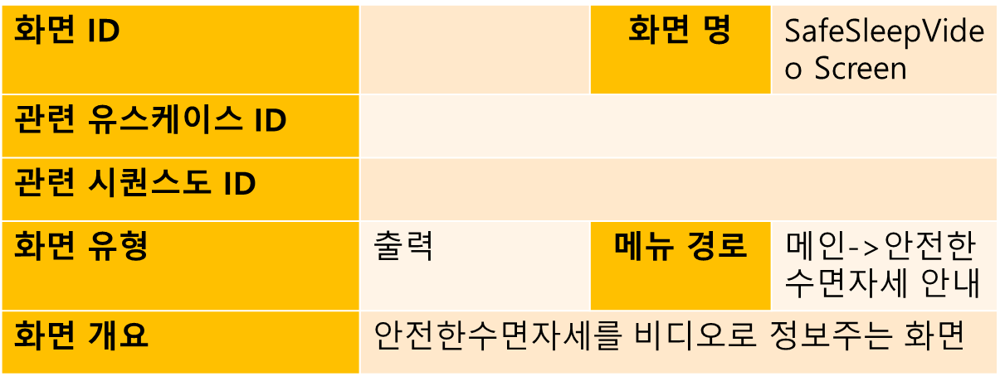 화면 ID
화면 명
SafeSleepVide
o Screen
관련 유스케이스 ID
관련 시퀀스도 ID
화면 유형
출력
메뉴 경로
메인->안전한
수면자세 안내
화면 개요
안전한수면자세를 비디오로 정보주는 화면